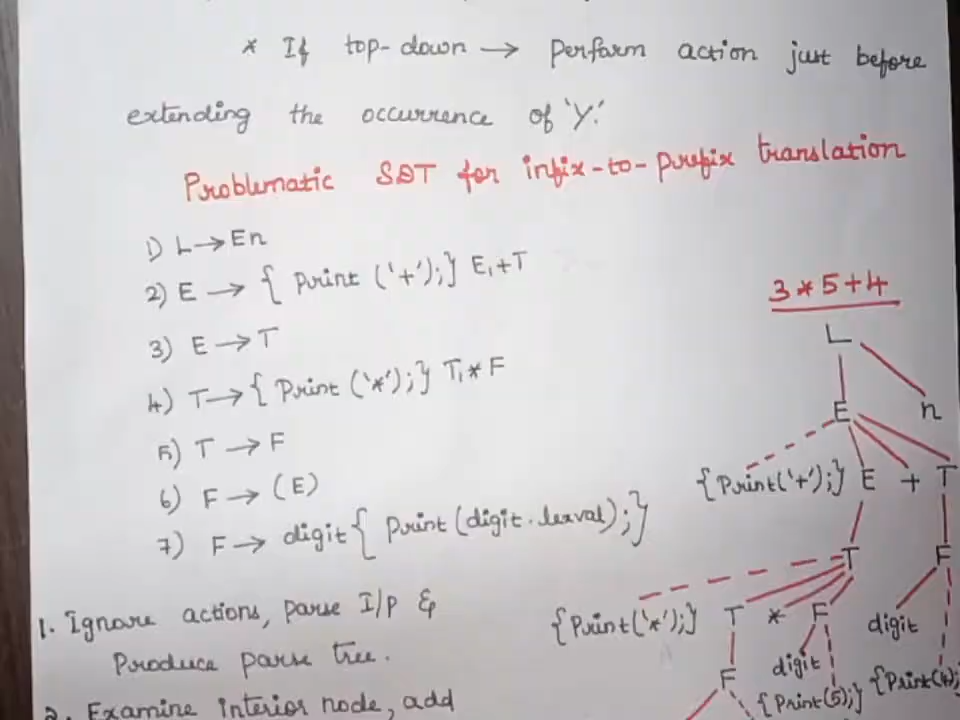 * If top-down → perform action just before
extending the occurrence of 'Y'.
Problematic SDT for infix-to-prefix translation
1) L → En
2) E → { Print ('+'); } E₁+T
3) E → T
4) T → { Print ('*'); } T₁ * F
5) T → F
6) F → (E)
7) F → digit { Print (digit.lexval); }
1. Ignore actions, parse I/p &
Produce parse tree.
2. Examine interior node, add
3 * 5 + 4
L
E n
{Print('+');} E + T
T F
{Print('*');} T * F digit
F digit {Print(4);
{Print(5);}